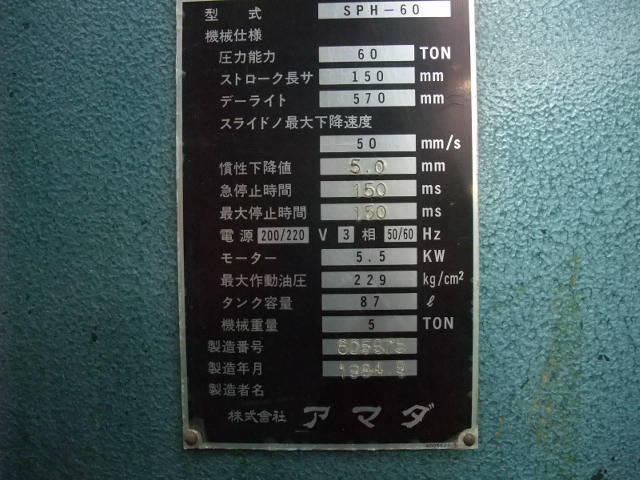 型式 SPH-60
機械仕様
圧力能力 60 TON
ストローク長サ 150 mm
デーライト 570 mm
スライドノ最大下降速度
50 mm/s
慣性下降値 5.0 mm
急停止時間 150 ms
最大停止時間 150 ms
電源 200/220 V 3 相 50/60 Hz
モーター 5.5 KW
最大作動油圧 229 kg/cm²
タンク容量 87 ℓ
機械重量 5 TON
製造番号
製造年月 1984
製造者名
株式会社 アマダ